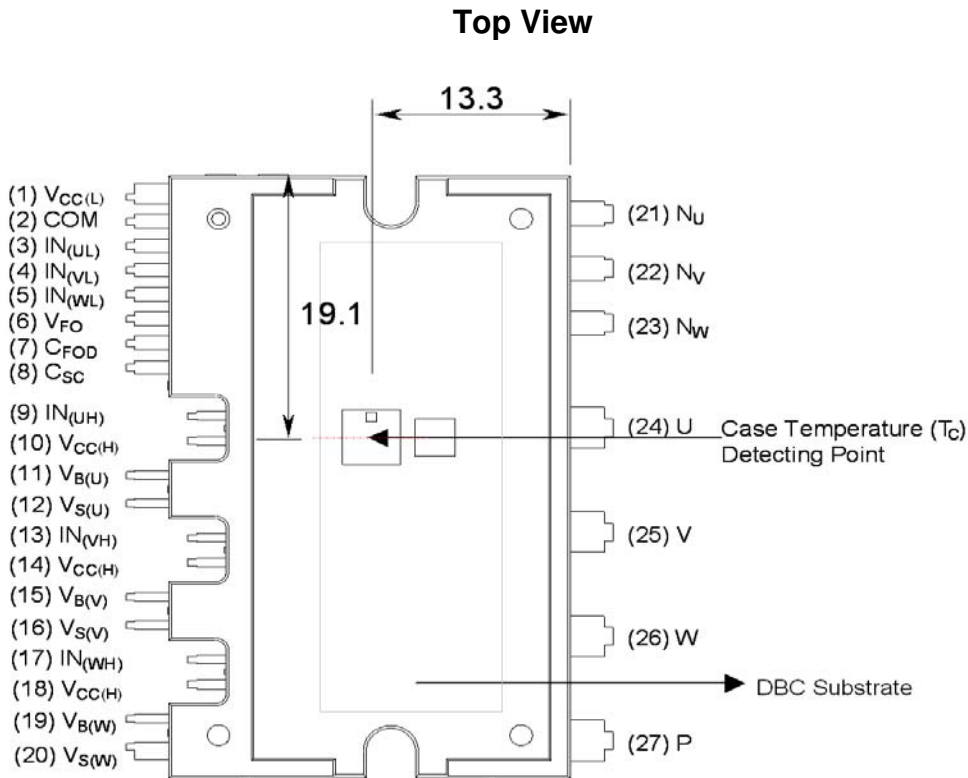 Top View
13.3
19.1
(1) VCC(L)
(2) COM
(3) IN(UL)
(4) IN(VL)
(5) IN(WL)
(6) VFO
(7) CFOD
(8) CSC
(9) IN(UH)
(10) VCC(H)
(11) VB(U)
(12) VS(U)
(13) IN(VH)
(14) VCC(H)
(15) VB(V)
(16) VS(V)
(17) IN(WH)
(18) VCC(H)
(19) VB(W)
(20) VS(W)
(21) NU
(22) NV
(23) NW
(24) U
Case Temperature (TC)
Detecting Point
(25) V
(26) W
DBC Substrate
(27) P